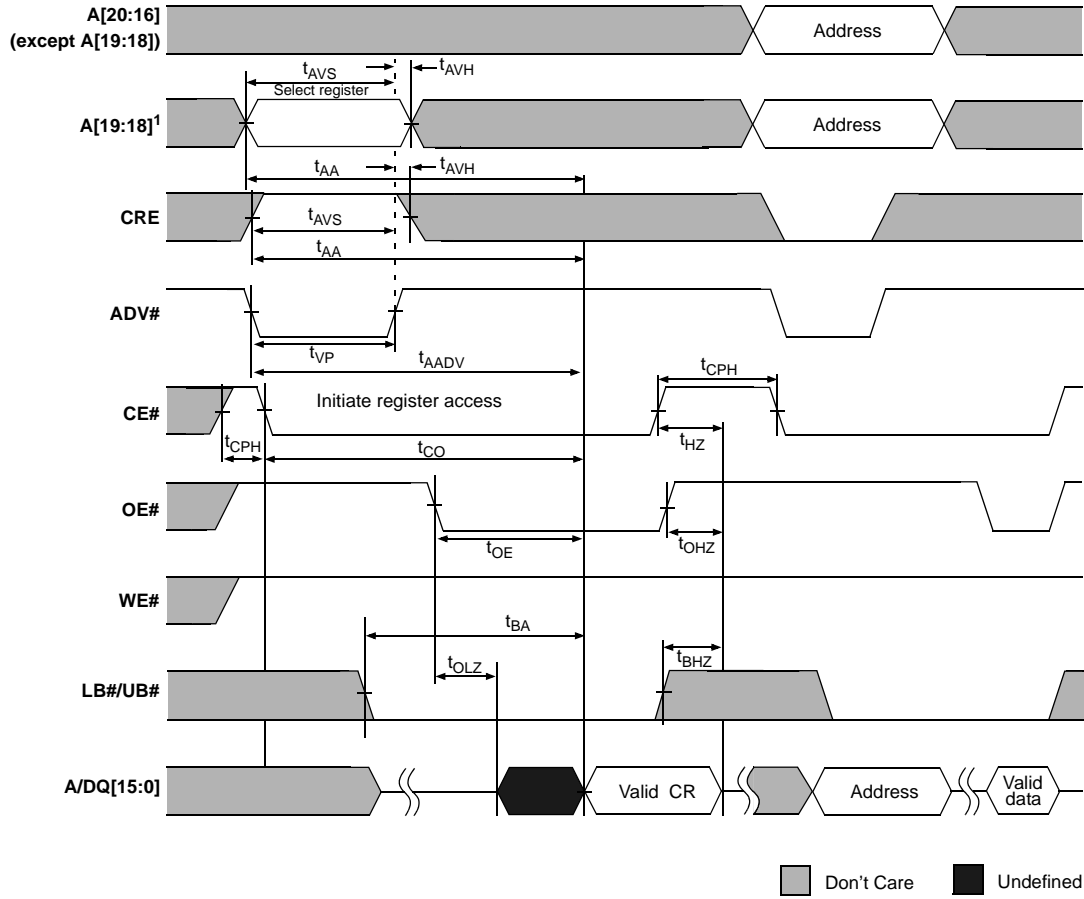 A[20:16]
(except A[19:18])
Address
tAVS
tAVH
Select register
A[19:18]1
Address
tAA
tAVH
CRE
tAVS
tAA
ADV#
tVP
tAADV
tCPH
CE#
Initiate register access
tCPH
tCO
tHZ
OE#
tOE
tOHZ
WE#
tBA
tOLZ
tBHZ
LB#/UB#
A/DQ[15:0]
Valid CR
Address
Valid
data
Don't Care
Undefined